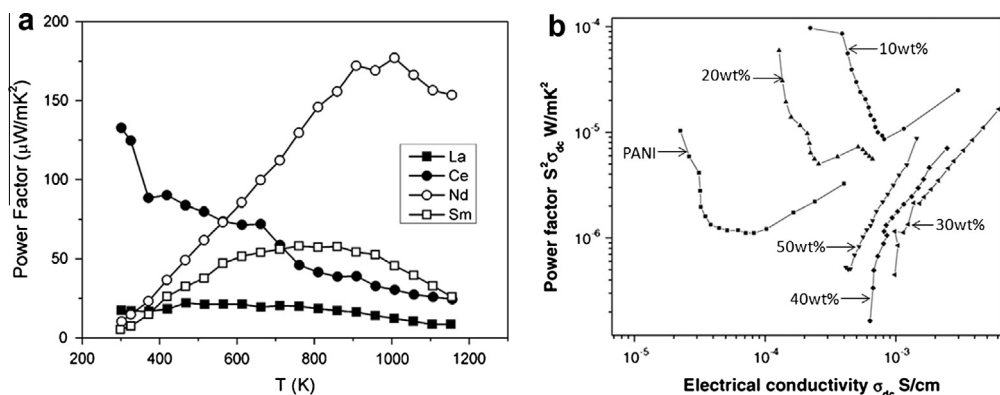 a
200
150
100
50
0
Power Factor (μW/mK²)
La
Ce
Nd
Sm
200 400 600 800 1000 1200
T (K)
b
10⁻⁴
10⁻⁵
10⁻⁶
Power factor S²σdc W/mK²
10wt%
20wt%
PANI
30wt%
50wt%
40wt%
10⁻⁵ 10⁻⁴ 10⁻³
Electrical conductivity σdc S/cm